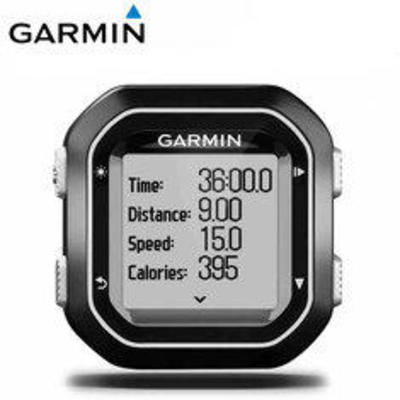 GARMIN
GARMIN
Time: 36:00.0
Distance: 9.00
Speed: 15.0
Calories: 395